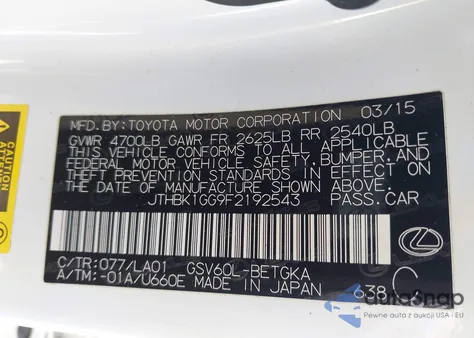 MFD. BY: TOYOTA MOTOR CORPORATION 03/15
GVWR 4700LB GAWR FR 2625LB RR 2540LB
THIS VEHICLE CONFORMS TO ALL APPLICABLE
FEDERAL MOTOR VEHICLE SAFETY, BUMPER, AND
THEFT PREVENTION STANDARDS IN EFFECT ON
THE DATE OF MANUFACTURE SHOWN ABOVE.
JTHBK1GG9F2192543 PASS.CAR
C/TR: 077/LA01 GSV60L-BETGKA
A/TM: -01A/U660E MADE IN JAPAN 638 C
CAUTION
autosnap
Pewne auta z aukcji USA i EU